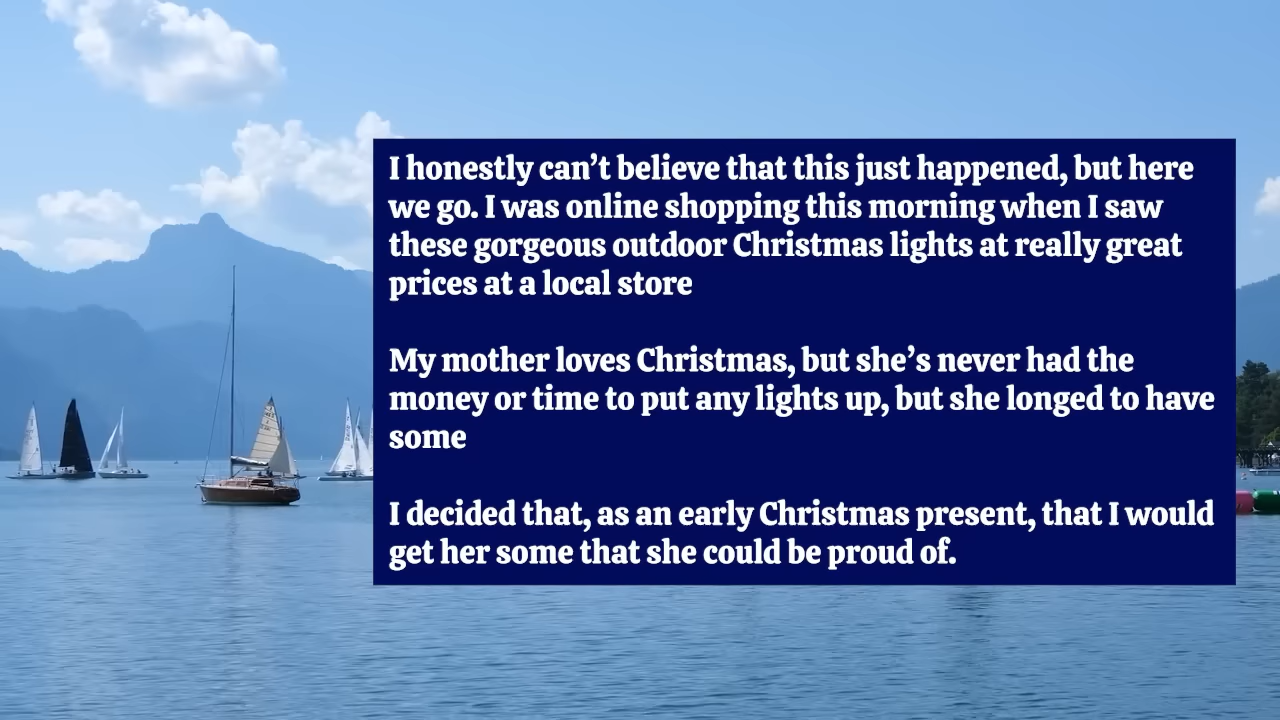 I honestly can’t believe that this just happened, but here
we go. I was online shopping this morning when I saw
these gorgeous outdoor Christmas lights at really great
prices at a local store
My mother loves Christmas, but she’s never had the
money or time to put any lights up, but she longed to have
some
I decided that, as an early Christmas present, that I would
get her some that she could be proud of.